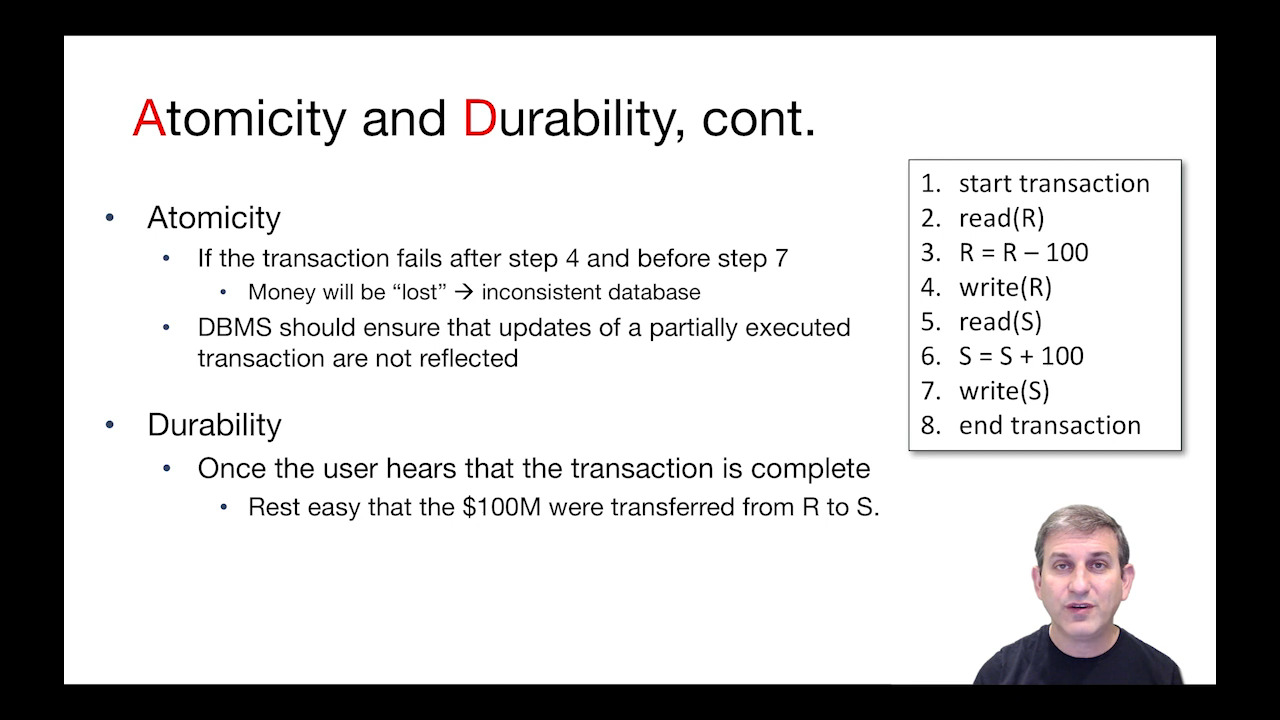 Atomicity and Durability, cont.
• Atomicity
• If the transaction fails after step 4 and before step 7
• Money will be “lost” → inconsistent database
• DBMS should ensure that updates of a partially executed
transaction are not reflected
• Durability
• Once the user hears that the transaction is complete
• Rest easy that the $100M were transferred from R to S.
1. start transaction
2. read(R)
3. R = R – 100
4. write(R)
5. read(S)
6. S = S + 100
7. write(S)
8. end transaction